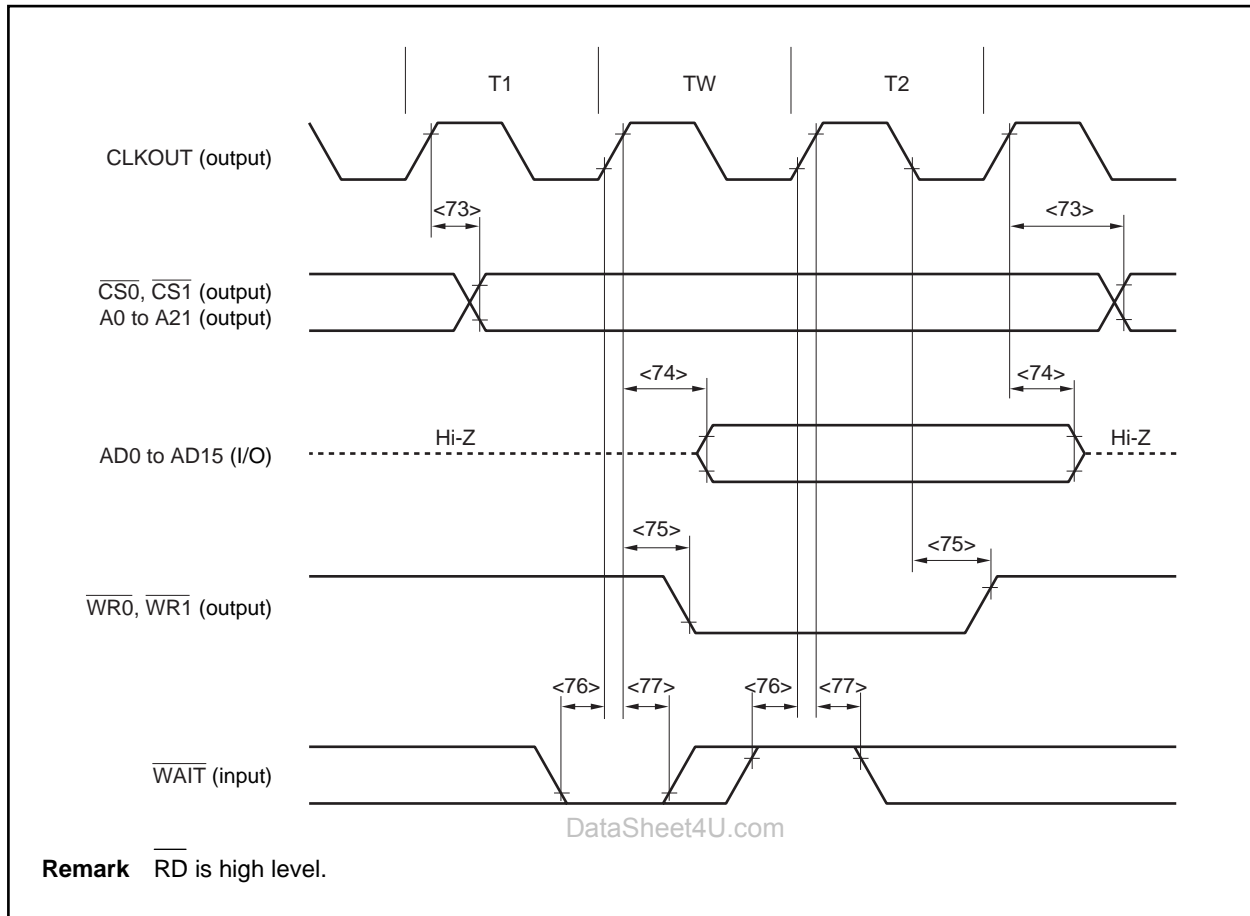 T1 TW T2
CLKOUT (output)
<73> <73>
CS0, CS1 (output)
A0 to A21 (output)
<74> <74>
Hi-Z Hi-Z
AD0 to AD15 (I/O)
<75> <75>
WR0, WR1 (output)
<76> <77> <76> <77>
WAIT (input)
DataSheet4U.com
Remark RD is high level.